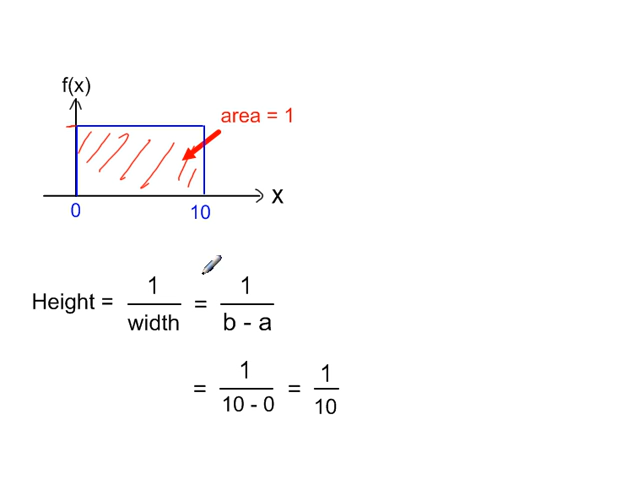 f(x)
area = 1
x
0 10
Height = 1/width = 1/b - a
= 1/10 - 0 = 1/10